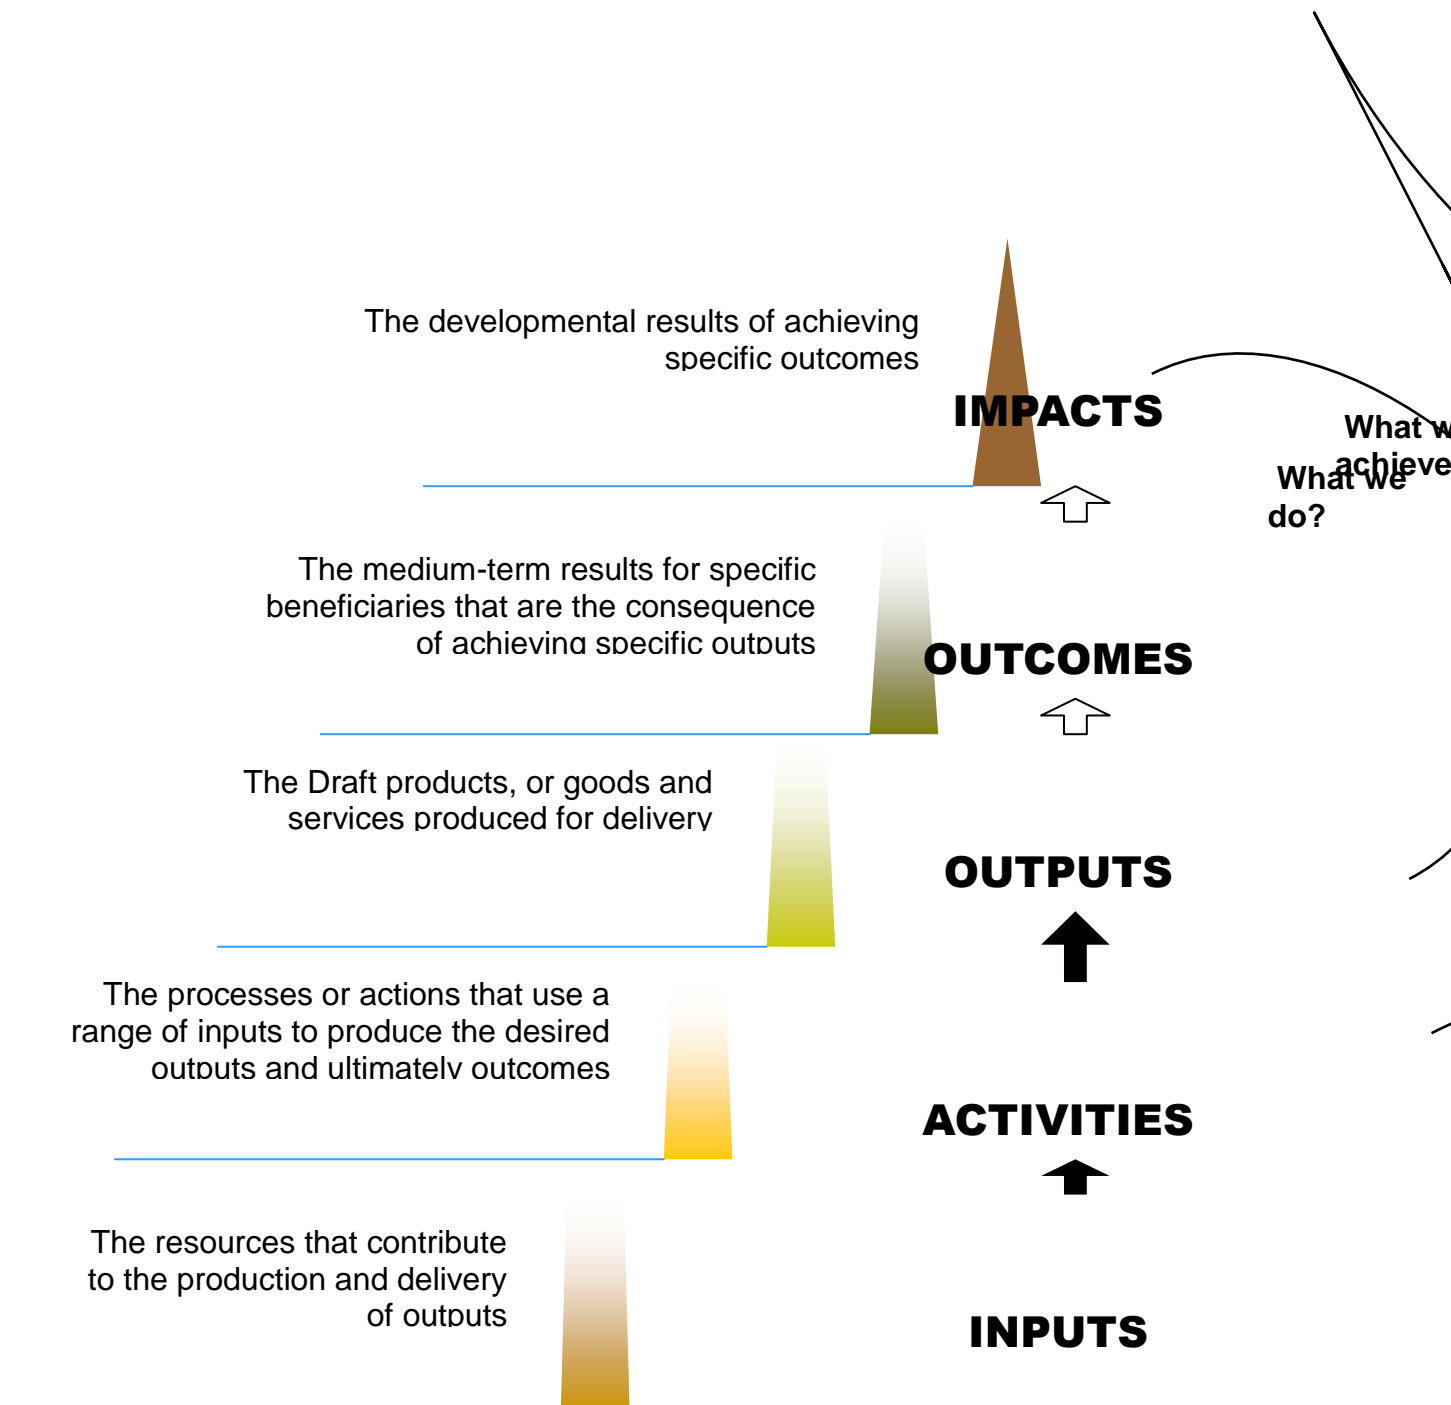 The developmental results of achieving
specific outcomes
IMPACTS
What
achieve
What we
do?
The medium-term results for specific
beneficiaries that are the consequence
of achieving specific outputs
OUTCOMES
The Draft products, or goods and
services produced for delivery
OUTPUTS
The processes or actions that use a
range of inputs to produce the desired
outputs and ultimately outcomes
ACTIVITIES
The resources that contribute
to the production and delivery
of outputs
INPUTS